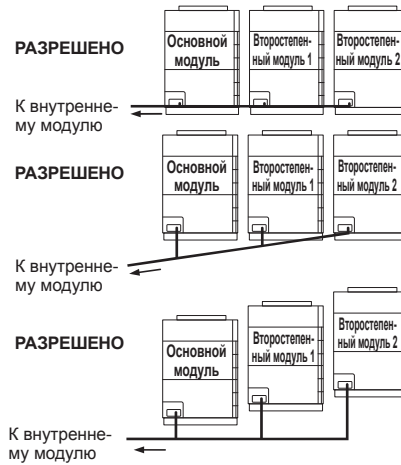 РАЗРЕШЕНО
Основной
модуль
Второстепен-
ный модуль 1
Второстепен-
ный модуль 2
К внутренне-
му модулю
РАЗРЕШЕНО
Основной
модуль
Второстепен-
ный модуль 1
Второстепен-
ный модуль 2
К внутренне-
му модулю
РАЗРЕШЕНО
Основной
модуль
Второстепен-
ный модуль 1
Второстепен-
ный модуль 2
К внутренне-
му модулю